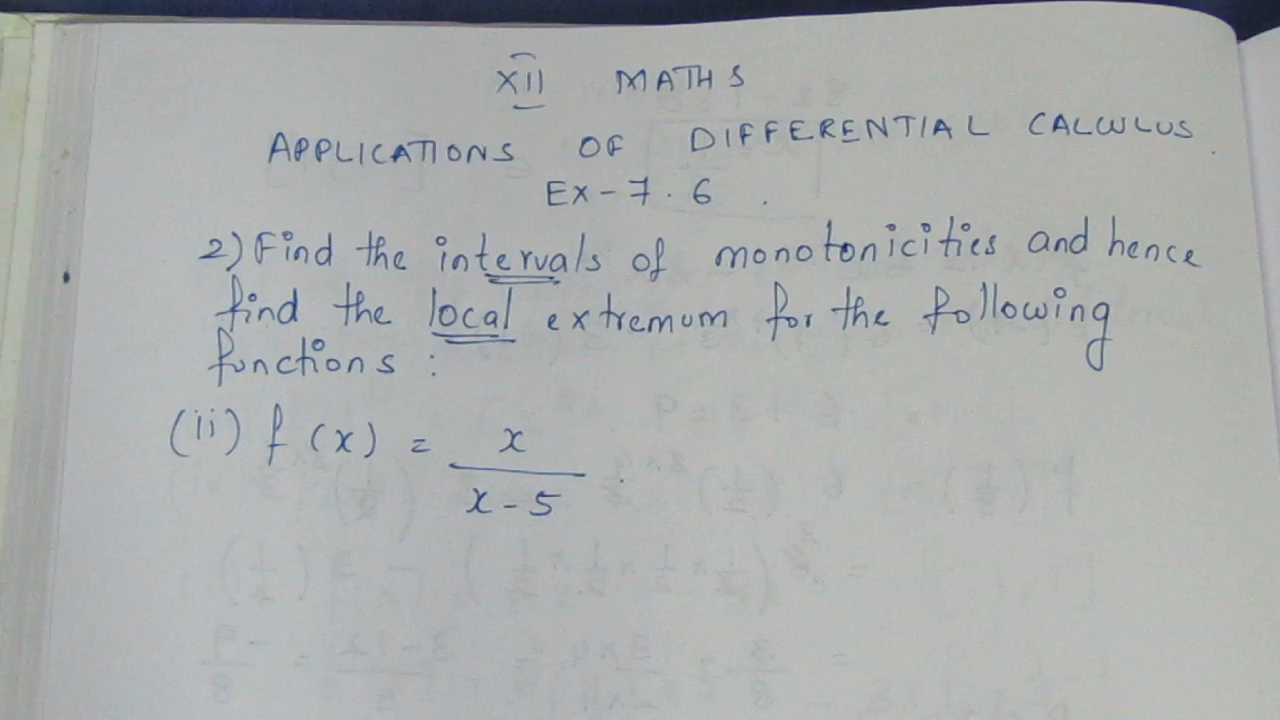 XII MATHS
APPLICATIONS OF DIFFERENTIAL CALCULUS
EX-7.6.
2) Find the intervals of monotonicities and hence
find the local extremum for the following
functions:
(ii) f(x) = x
x-5